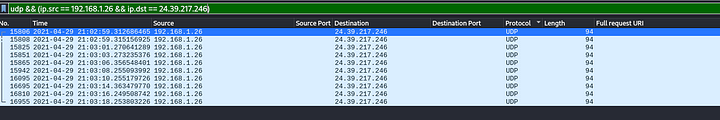 udp && (ip.src == 192.168.1.26 && ip.dst == 24.39.217.246)
No. Time Source Source Port Destination Destination Port Protocol Length Full request URI
15806 2021-04-29 21:02:59.312686465 192.168.1.26 24.39.217.246 UDP 94
15808 2021-04-29 21:02:59.315156925 192.168.1.26 24.39.217.246 UDP 94
15825 2021-04-29 21:03:01.270641289 192.168.1.26 24.39.217.246 UDP 94
15851 2021-04-29 21:03:03.273235376 192.168.1.26 24.39.217.246 UDP 94
15865 2021-04-29 21:03:06.356548401 192.168.1.26 24.39.217.246 UDP 94
15942 2021-04-29 21:03:08.255093992 192.168.1.26 24.39.217.246 UDP 94
16095 2021-04-29 21:03:10.255179726 192.168.1.26 24.39.217.246 UDP 94
16695 2021-04-29 21:03:14.363479770 192.168.1.26 24.39.217.246 UDP 94
16810 2021-04-29 21:03:16.249508742 192.168.1.26 24.39.217.246 UDP 94
16955 2021-04-29 21:03:18.253803226 192.168.1.26 24.39.217.246 UDP 94